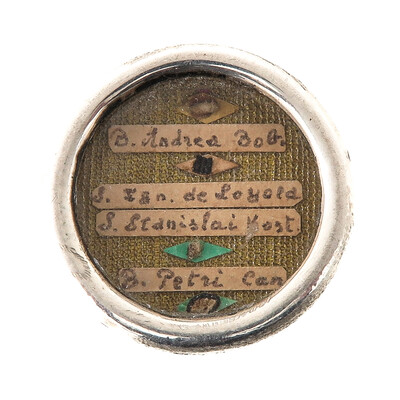 B. Andrea Bob.
S. Ign. de Loyola
S. Stanislai Kost.
B. Petri Can